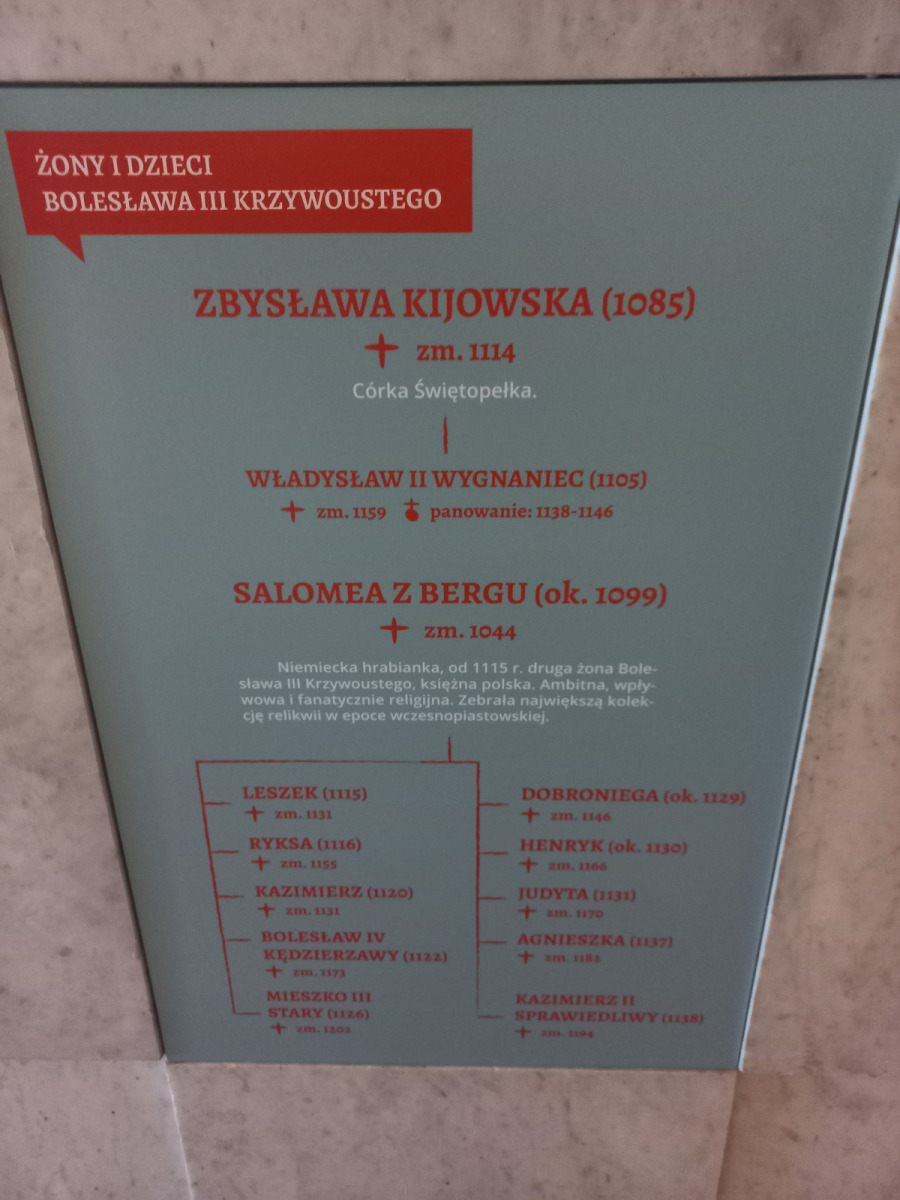 ŻONY I DZIECI
BOLESŁAWA III KRZYWOUSTEGO
ZBYSŁAWA KIJOWSKA (1085)
zm. 1114
Córka Świętopełka.
WŁADYSŁAW II WYGNANIEC (1105)
zm. 1159 panowanie: 1138-1146
SALOMEA Z BERGU (ok. 1099)
zm. 1044
Niemiecka hrabianka, od 1115 r. druga żona Bole-
sława III Krzywoustego, księżna polska. Ambitna, wpły-
wowa i fanatycznie religijna. Zebrała największą kolek-
cję relikwii w epoce wczesnopiastowskiej.
LESZEK (1115)
zm. 1131
RYKSA (1116)
zm. 1155
KAZIMIERZ (1120)
zm. 1131
BOLESŁAW IV
KĘDZIERZAWY (1122)
zm. 1173
MIESZKO III
STARY (1126)
zm. 1202
DOBRONIEGA (ok. 1129)
zm. 1146
HENRYK (ok. 1130)
zm. 1166
JUDYTA (1131)
zm. 1170
AGNIESZKA (1137)
zm. 1182
KAZIMIERZ II
SPRAWIEDLIWY (1138)
zm. 1194